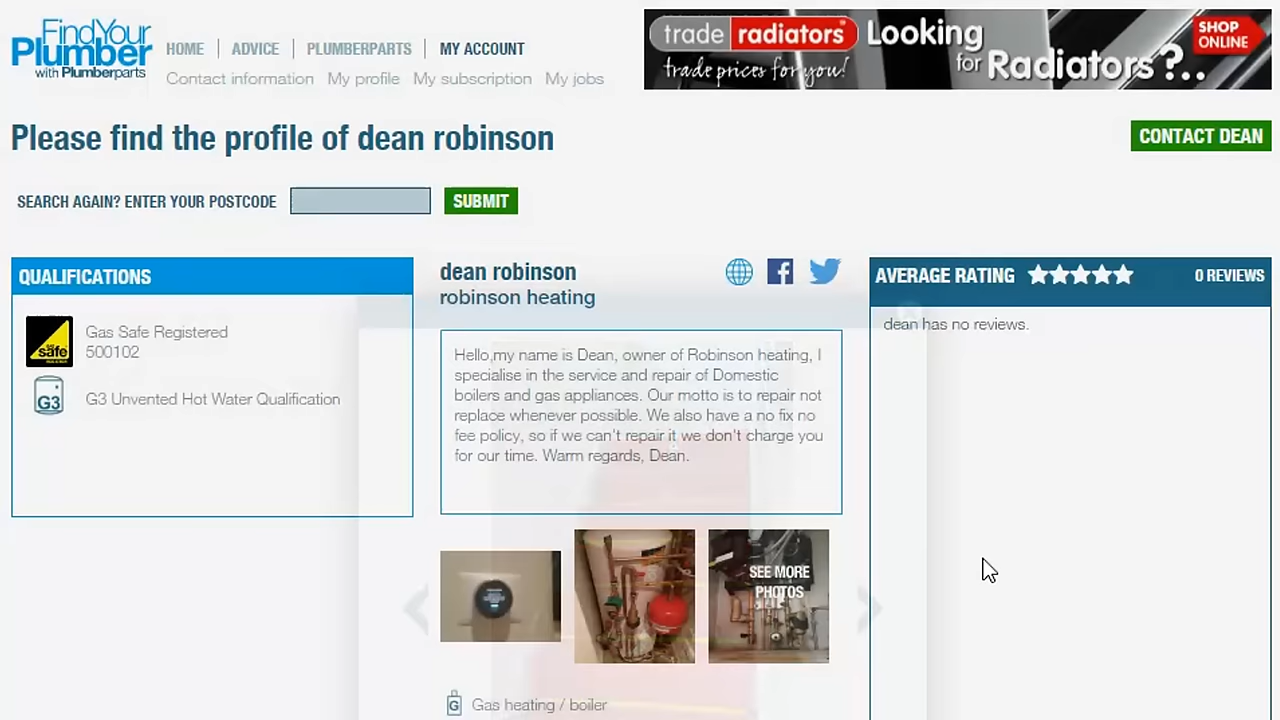 FindYour
Plumber
with Plumberparts
HOME
ADVICE
PLUMBERPARTS
MY ACCOUNT
Contact information
My profile
My subscription
My jobs
trade radiators
trade prices for you!
Looking
for Radiators?..
SHOP
ONLINE
Please find the profile of dean robinson
CONTACT DEAN
SEARCH AGAIN? ENTER YOUR POSTCODE
SUBMIT
QUALIFICATIONS
safe
Gas Safe Registered
500102
G3
G3 Unvented Hot Water Qualification
dean robinson
robinson heating
Hello,my name is Dean, owner of Robinson heating, I
specialise in the service and repair of Domestic
boilers and gas appliances. Our motto is to repair not
replace whenever possible. We also have a no fix no
fee policy, so if we can't repair it we don't charge you
for our time. Warm regards, Dean.
SEE MORE
PHOTOS
G
Gas heating / boiler
AVERAGE RATING
0 REVIEWS
dean has no reviews.